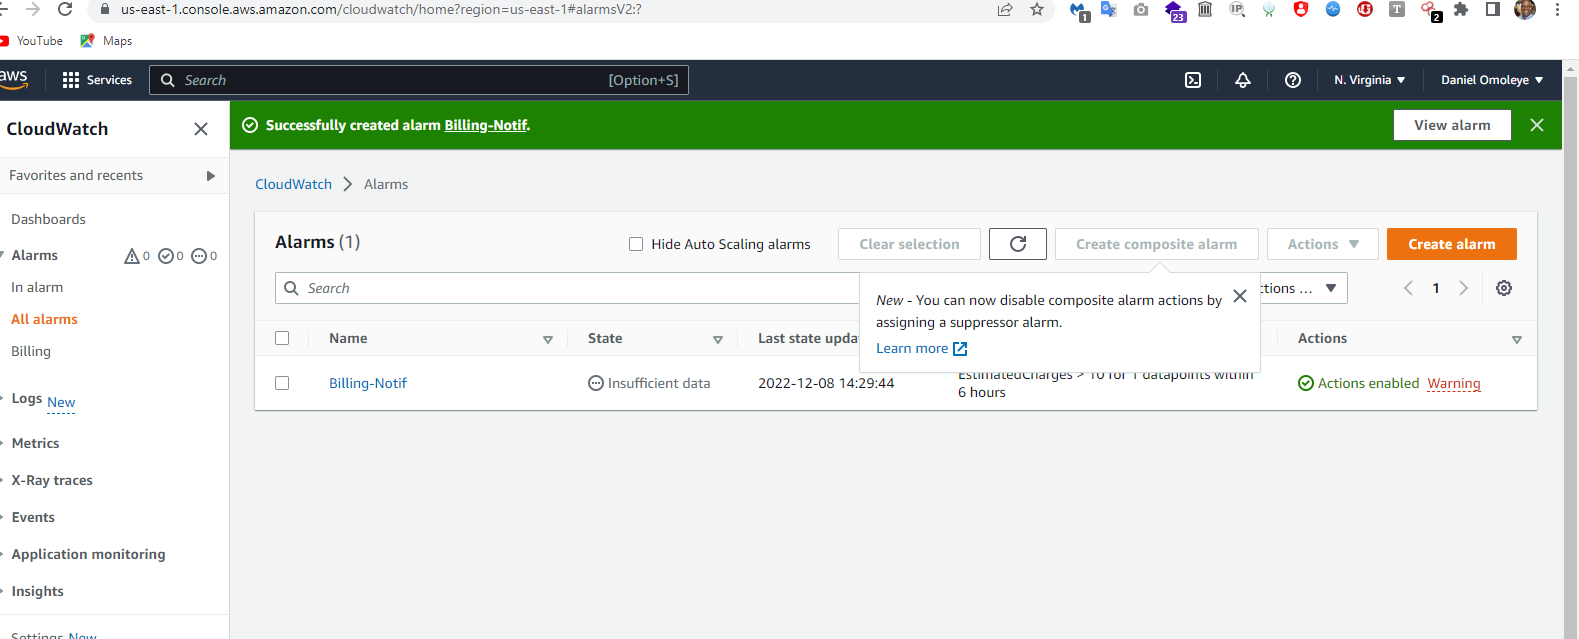 us-east-1.console.aws.amazon.com/cloudwatch/home?region=us-east-1#alarmsV2:?
1
23
IP
T
2
YouTube
Maps
aws
Services
Search
[Option+S]
N. Virginia
Daniel Omoleye
CloudWatch
Successfully created alarm Billing-Notif.
View alarm
Favorites and recents
CloudWatch
Alarms
Dashboards
Alarms
0
0
0
In alarm
All alarms
Billing
Logs New
Metrics
X-Ray traces
Events
Application monitoring
Insights
Settings New
Alarms (1)
Hide Auto Scaling alarms
Clear selection
Create composite alarm
Actions
Create alarm
Search
ctions ...
1
New - You can now disable composite alarm actions by
assigning a suppressor alarm.
Learn more
Name
State
Last state upda
Actions
Billing-Notif
Insufficient data
2022-12-08 14:29:44
EstimatedCharges > 10 for 1 datapoints within
6 hours
Actions enabled Warning